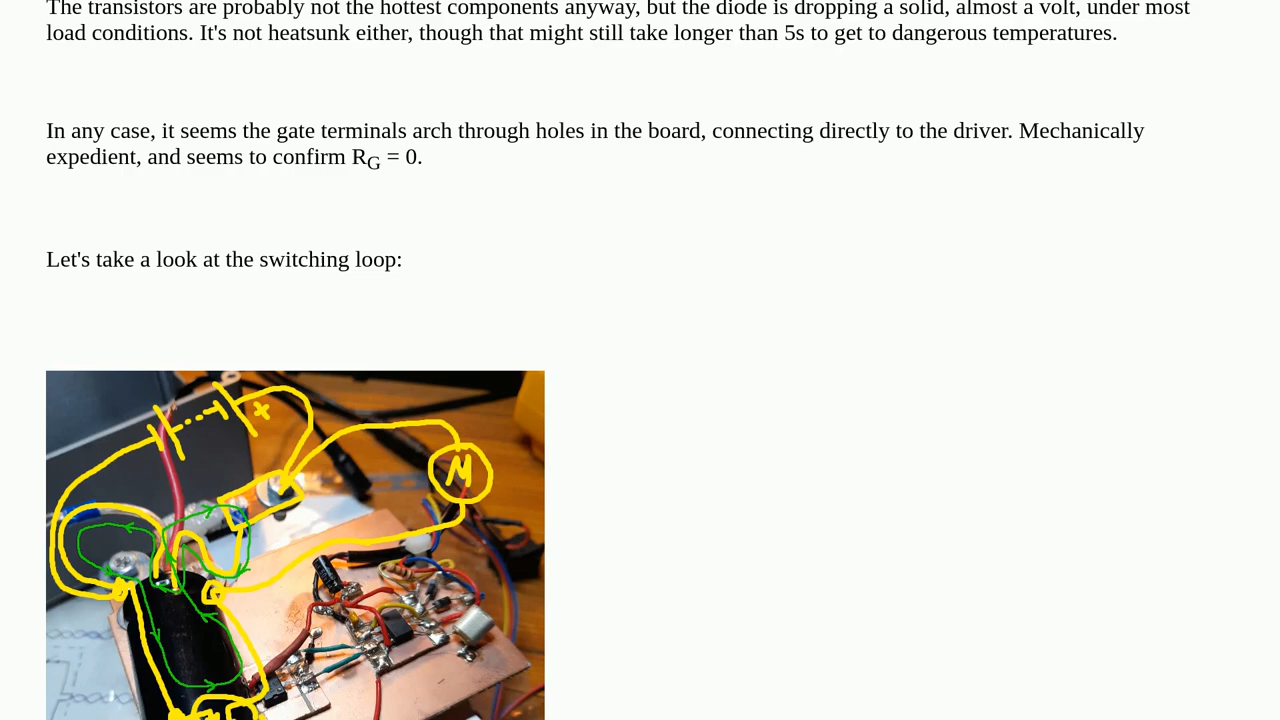 The transistors are probably not the hottest components anyway, but the diode is dropping a solid, almost a volt, under most
load conditions. It's not heatsunk either, though that might still take longer than 5s to get to dangerous temperatures.
In any case, it seems the gate terminals arch through holes in the board, connecting directly to the driver. Mechanically
expedient, and seems to confirm RG = 0.
Let's take a look at the switching loop:
+
M